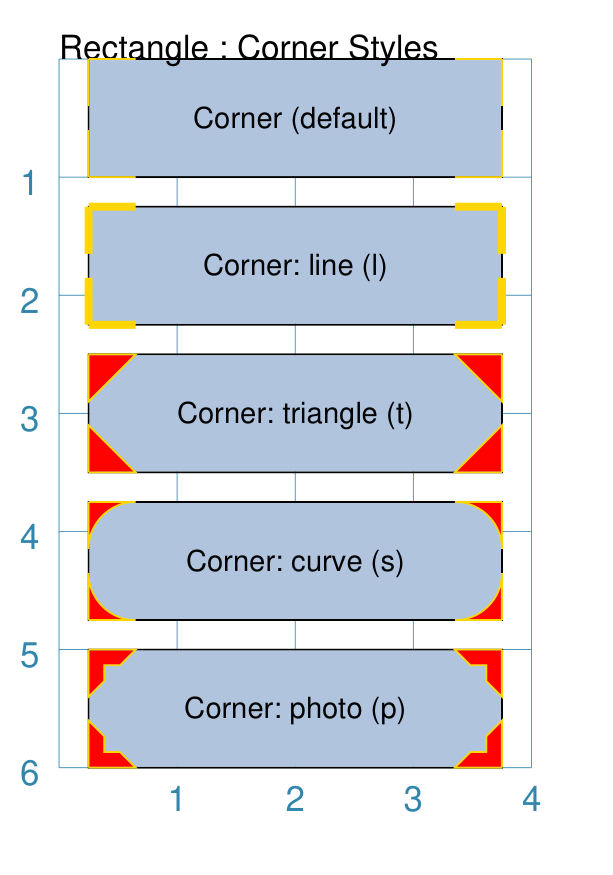 Rectangle : Corner Styles
Corner (default)
1
Corner: line (l)
2
Corner: triangle (t)
3
4
Corner: curve (s)
5
Corner: photo (p)
6
1 2 3 4